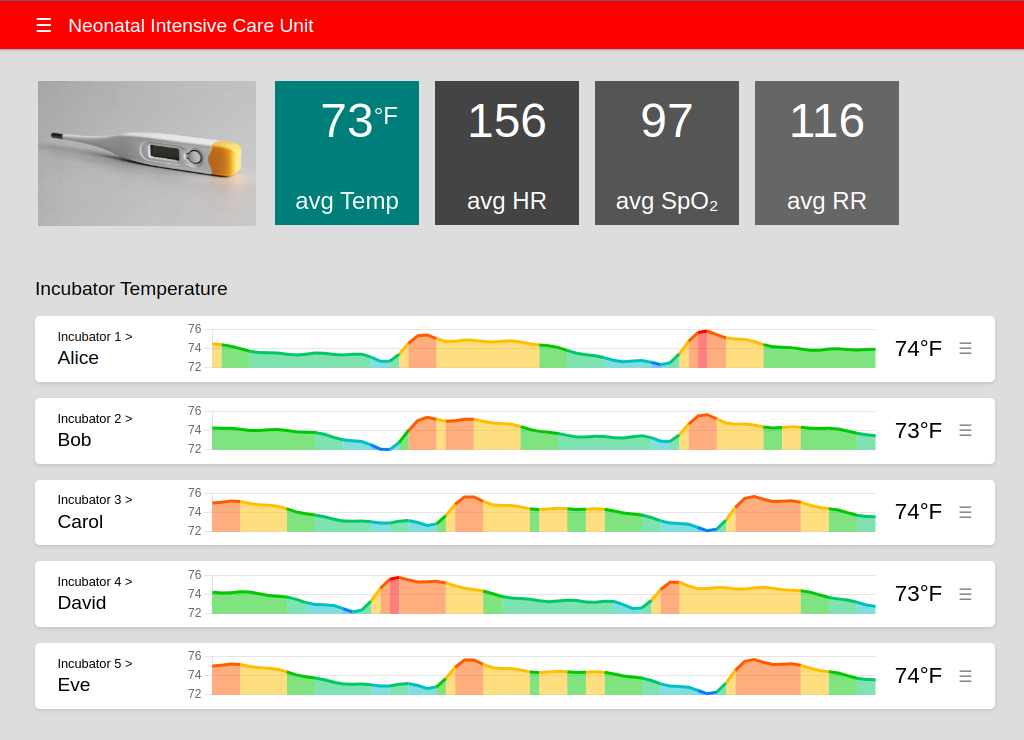 ☰ Neonatal Intensive Care Unit
73°F
avg Temp
156
avg HR
97
avg SpO₂
116
avg RR
Incubator Temperature
Incubator 1 >
Alice
76
74
72
74°F ☰
Incubator 2 >
Bob
76
74
72
73°F ☰
Incubator 3 >
Carol
76
74
72
74°F ☰
Incubator 4 >
David
76
74
72
73°F ☰
Incubator 5 >
Eve
76
74
72
74°F ☰